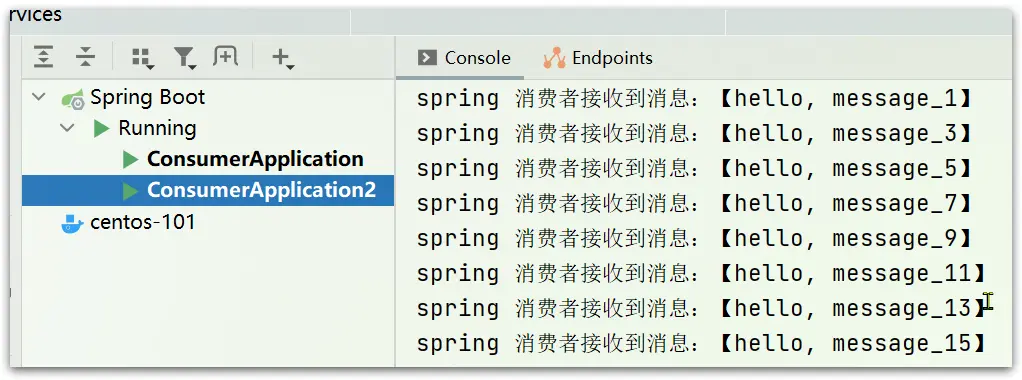 rvices
Spring Boot
Running
ConsumerApplication
ConsumerApplication2
centos-101
Console
Endpoints
spring 消费者接收到消息：【hello, message_1】
spring 消费者接收到消息：【hello, message_3】
spring 消费者接收到消息：【hello, message_5】
spring 消费者接收到消息：【hello, message_7】
spring 消费者接收到消息：【hello, message_9】
spring 消费者接收到消息：【hello, message_11】
spring 消费者接收到消息：【hello, message_13】
spring 消费者接收到消息：【hello, message_15】